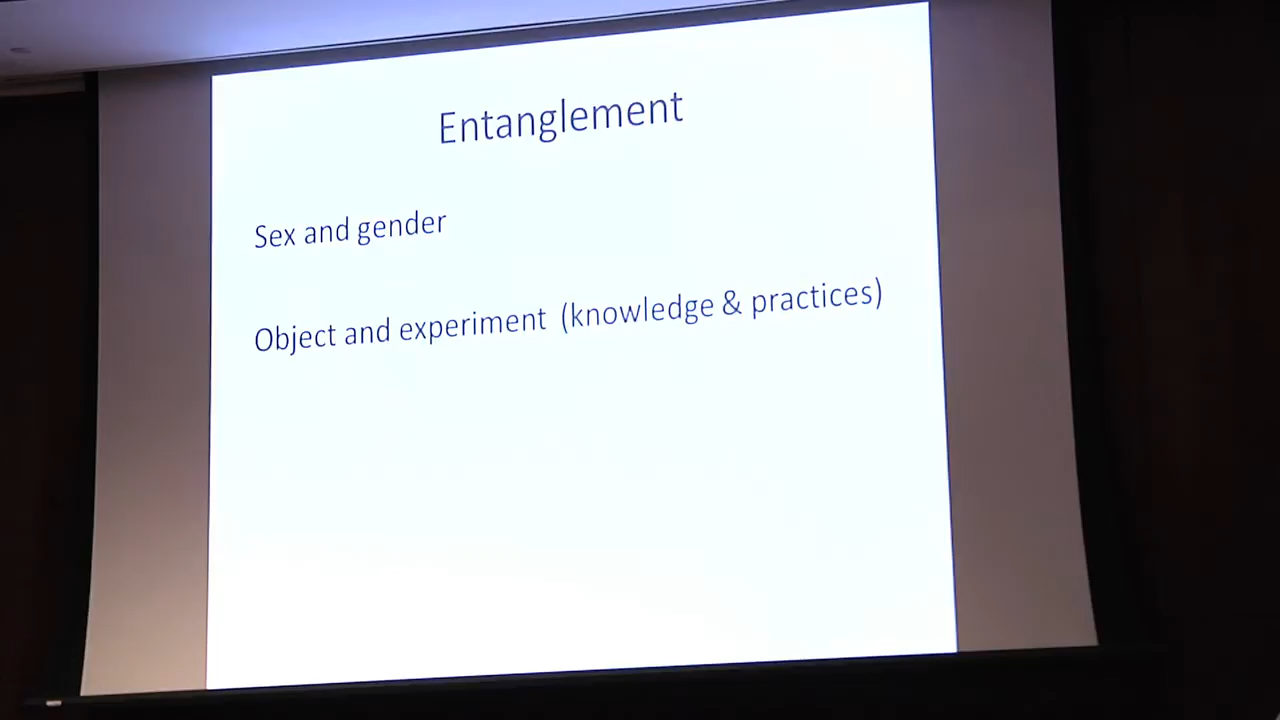 Entanglement
Sex and gender
Object and experiment (knowledge & practices)